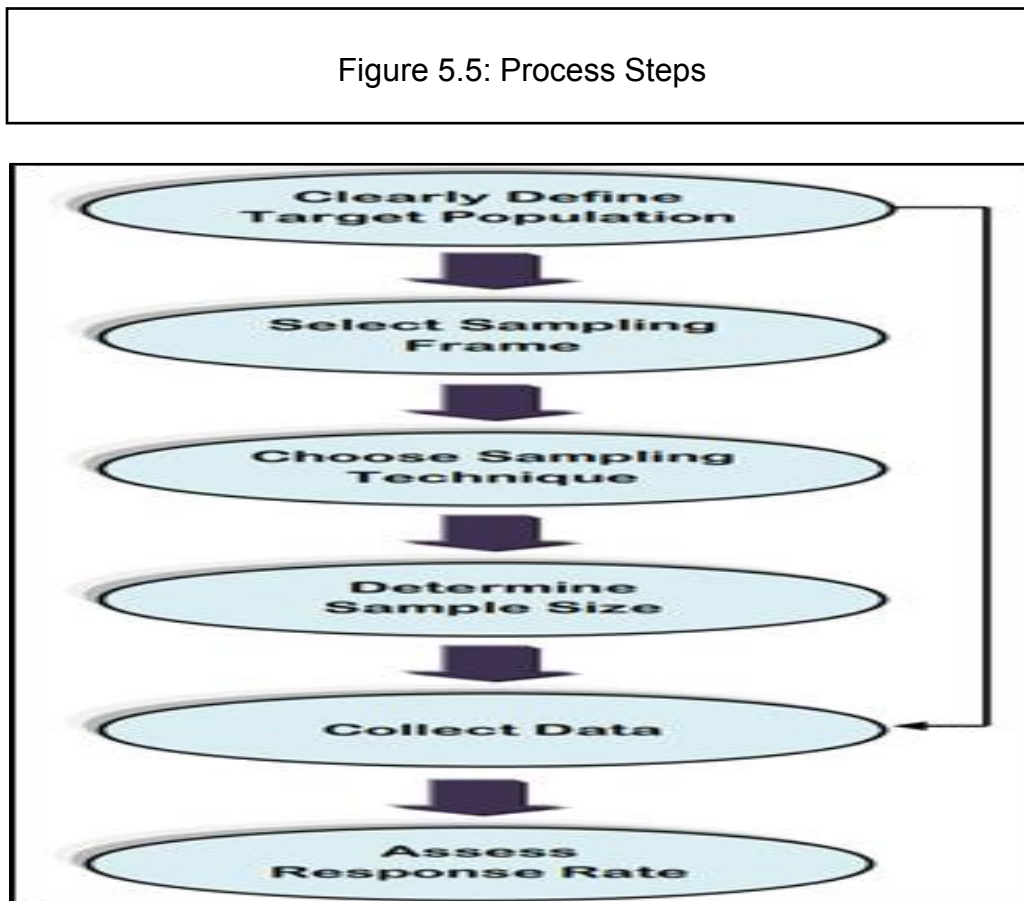 Figure 5.5: Process Steps
Clearly Define
Target Population
Select Sampling
Frame
Choose Sampling
Technique
Determine
Sample Size
Collect Data
Assess
Response Rate